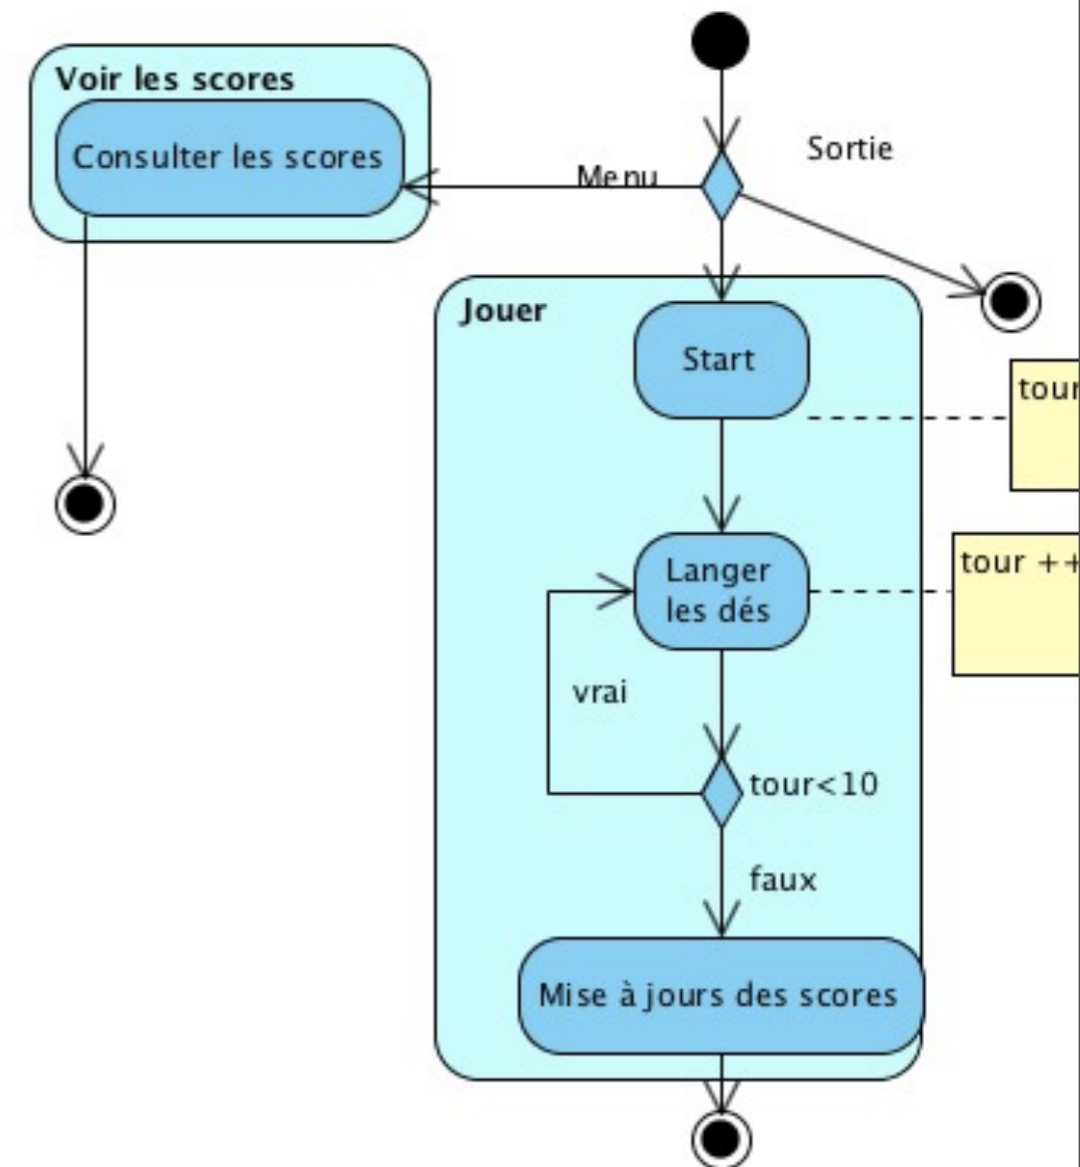 Voir les scores
Consulter les scores
Menu
Sortie
Jouer
Start
tour
Langer
les dés
tour ++
vrai
tour<10
faux
Mise à jours des scores